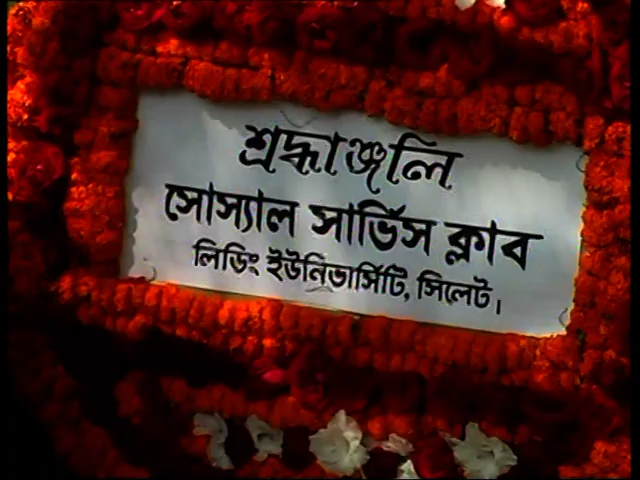 শ্রদ্ধাঞ্জলি
সোস্যাল সার্ভিস ক্লাব
লিডিং ইউনিভার্সিটি, সিলেট।